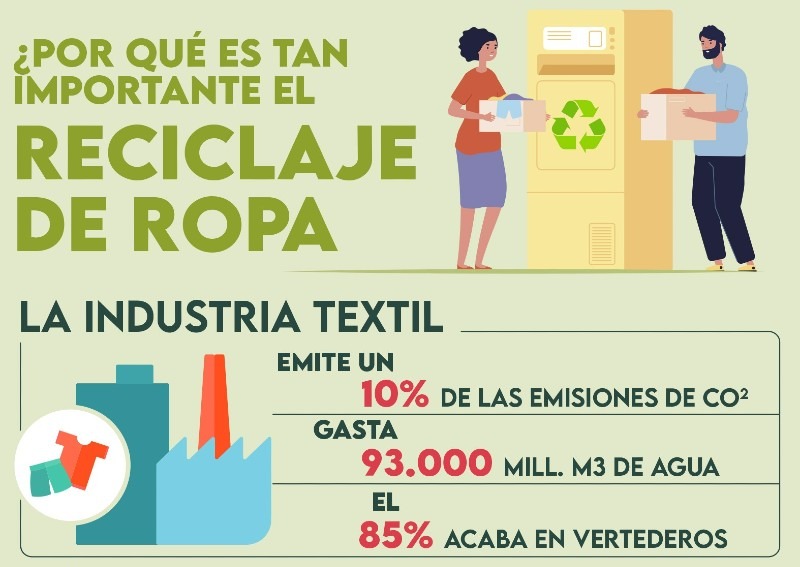 ¿POR QUÉ ES TAN
IMPORTANTE EL
RECICLAJE
DE ROPA
LA INDUSTRIA TEXTIL
EMITE UN
10% DE LAS EMISIONES DE CO²
GASTA
93.000 MILL. M3 DE AGUA
EL
85% ACABA EN VERTEDEROS